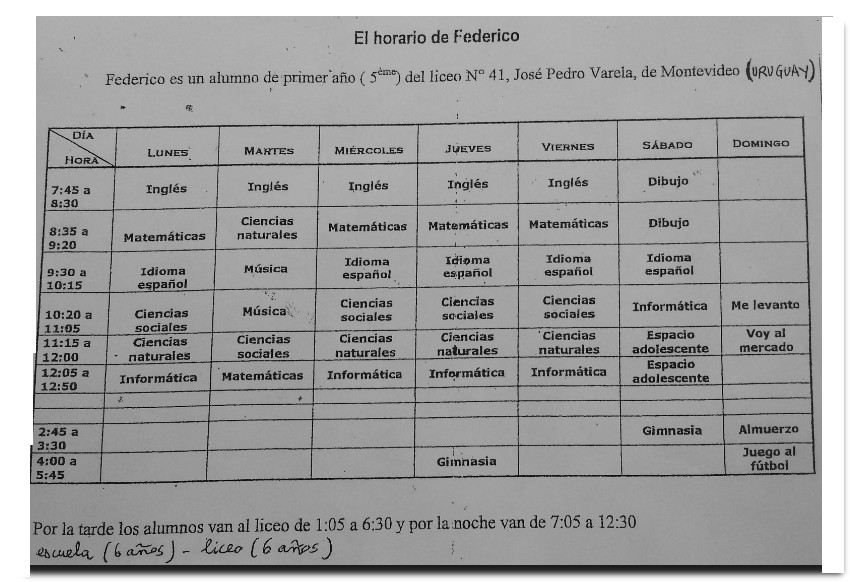 El horario de Federico
Federico es un alumno de primer año ( 5ème) del liceo N° 41, José Pedro Varela, de Montevideo (URUGUAY)
DÍA
HORA
LUNES MARTES MIÉRCOLES JUEVES VIERNES SÁBADO DOMINGO
7:45 a 8:30 Inglés Inglés Inglés Inglés Inglés Dibujo
8:35 a 9:20 Matemáticas Ciencias naturales Matemáticas Matemáticas Matemáticas Dibujo
9:30 a 10:15 Idioma español Música Idioma español Idioma español Idioma español Idioma español
10:20 a 11:05 Ciencias sociales Música Ciencias sociales Ciencias sociales Ciencias sociales Informática Me levanto
11:15 a 12:00 Ciencias naturales Ciencias sociales Ciencias naturales Ciencias naturales Ciencias naturales Espacio adolescente Voy al mercado
12:05 a 12:50 Informática Matemáticas Informática Informática Informática Espacio adolescente
2:45 a 3:30 Gimnasia Almuerzo
4:00 a 5:45 Gimnasia Juego al fútbol
Por la tarde los alumnos van al liceo de 1:05 a 6:30 y por la noche van de 7:05 a 12:30
escuela (6 años) - liceo (6 años)